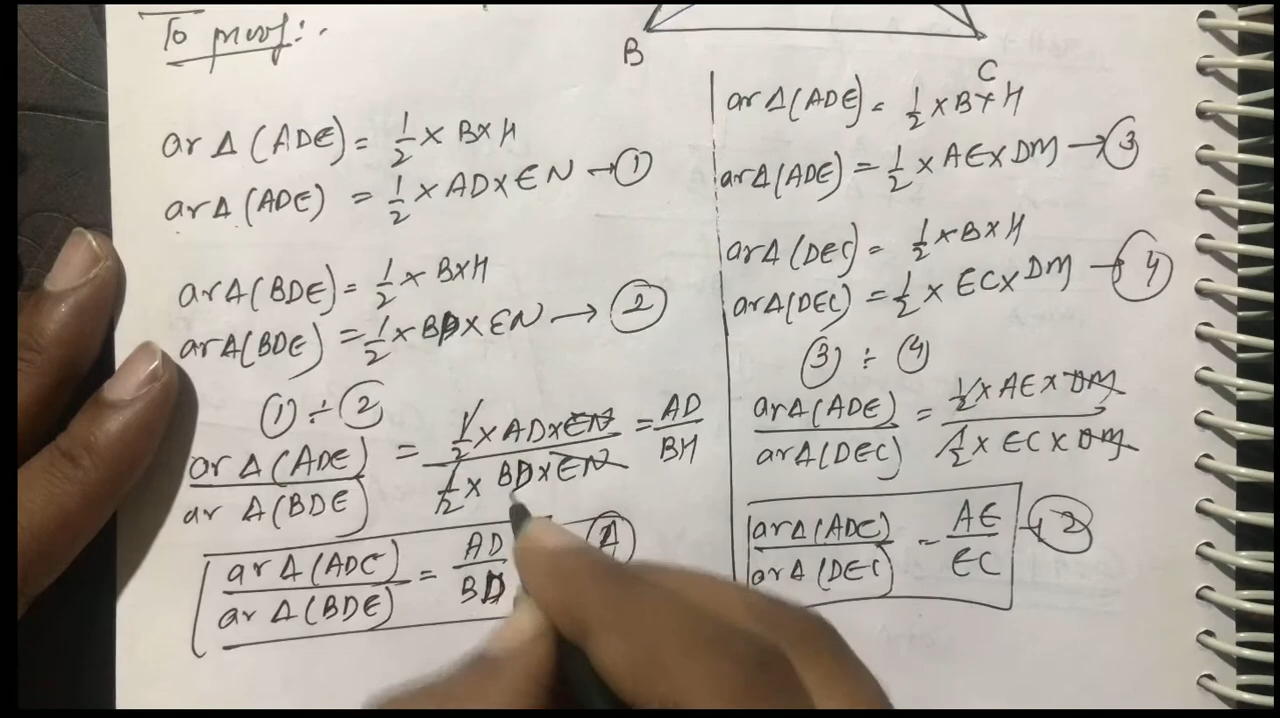 To proof:-
B
C
ar Δ (ADE) = 1/2 × B×H
ar Δ (ADE) = 1/2 × AD × EN → ①
ar Δ (BDE) = 1/2 × B×H
ar Δ (BDE) = 1/2 × BD × EN → ②
① ÷ ②
ar Δ (ADE) / ar Δ (BDE = 1/2 × AD × EN / 1/2 × BD × EN = AD / BH
ar Δ (ADE) / ar Δ (BDE) = AD / BD
ar Δ (ADE) = 1/2 × B × H
ar Δ (ADE) = 1/2 × AE × DM → ③
ar Δ (DEC) = 1/2 × B × H
ar Δ (DEC) = 1/2 × EC × DM → ④
③ ÷ ④
ar Δ (ADE) / ar Δ (DEC) = 1/2 × AE × DM / 1/2 × EC × DM
ar Δ (ADE) / ar Δ (DEC) = AE / EC → ②